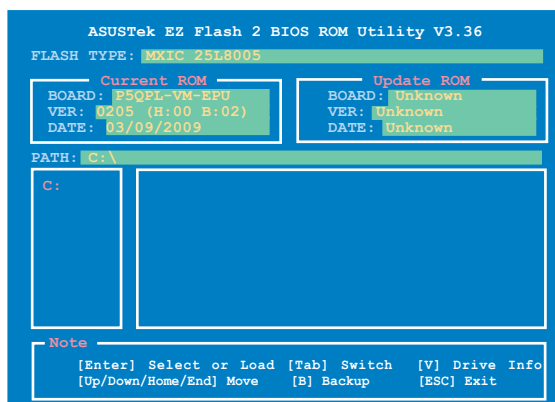 ASUSTek EZ Flash 2 BIOS ROM Utility V3.36
FLASH TYPE: MXIC 25L8005
Current ROM
BOARD: P5QPL-VM-EPU
VER: 0205 (H:00 B:02)
DATE: 03/09/2009
Update ROM
BOARD: Unknown
VER: Unknown
DATE: Unknown
PATH: C:\
C:
Note
[Enter] Select or Load [Tab] Switch [V] Drive Info
[Up/Down/Home/End] Move [B] Backup [ESC] Exit